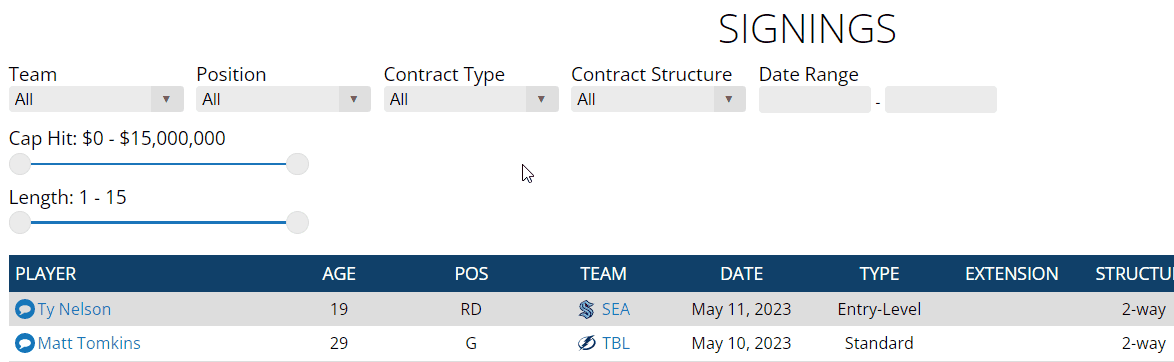 SIGNINGS
Team Position Contract Type Contract Structure Date Range
All All All All -
Cap Hit: $0 - $15,000,000
Length: 1 - 15
PLAYER AGE POS TEAM DATE TYPE EXTENSION STRUCTU
Ty Nelson 19 RD SEA May 11, 2023 Entry-Level 2-way
Matt Tomkins 29 G TBL May 10, 2023 Standard 2-way